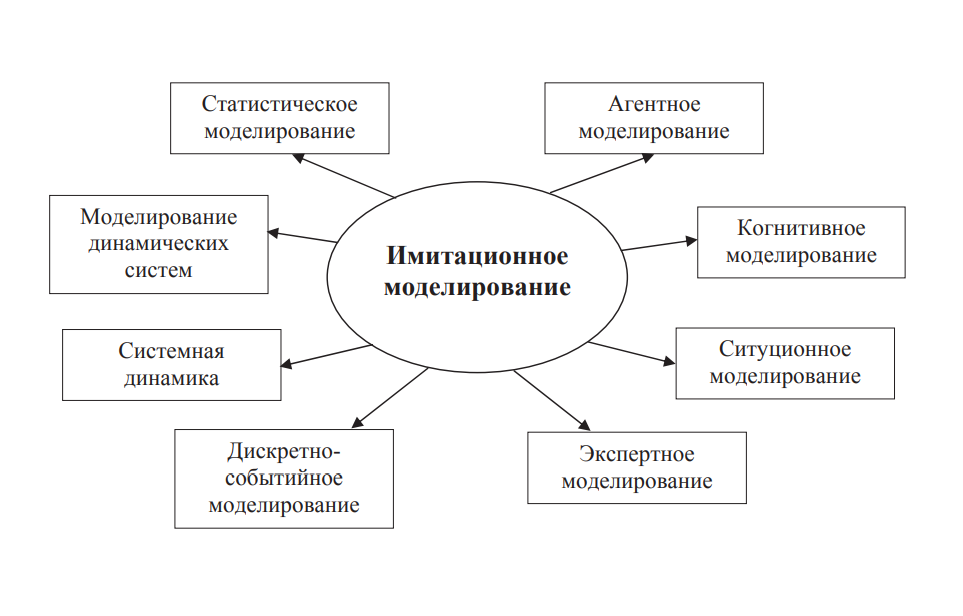 Статистическое
моделирование
Агентное
моделирование
Моделирование
динамических
систем
Когнитивное
моделирование
Имитационное
моделирование
Системная
динамика
Ситуционное
моделирование
Дискретно-
событийное
моделирование
Экспертное
моделирование